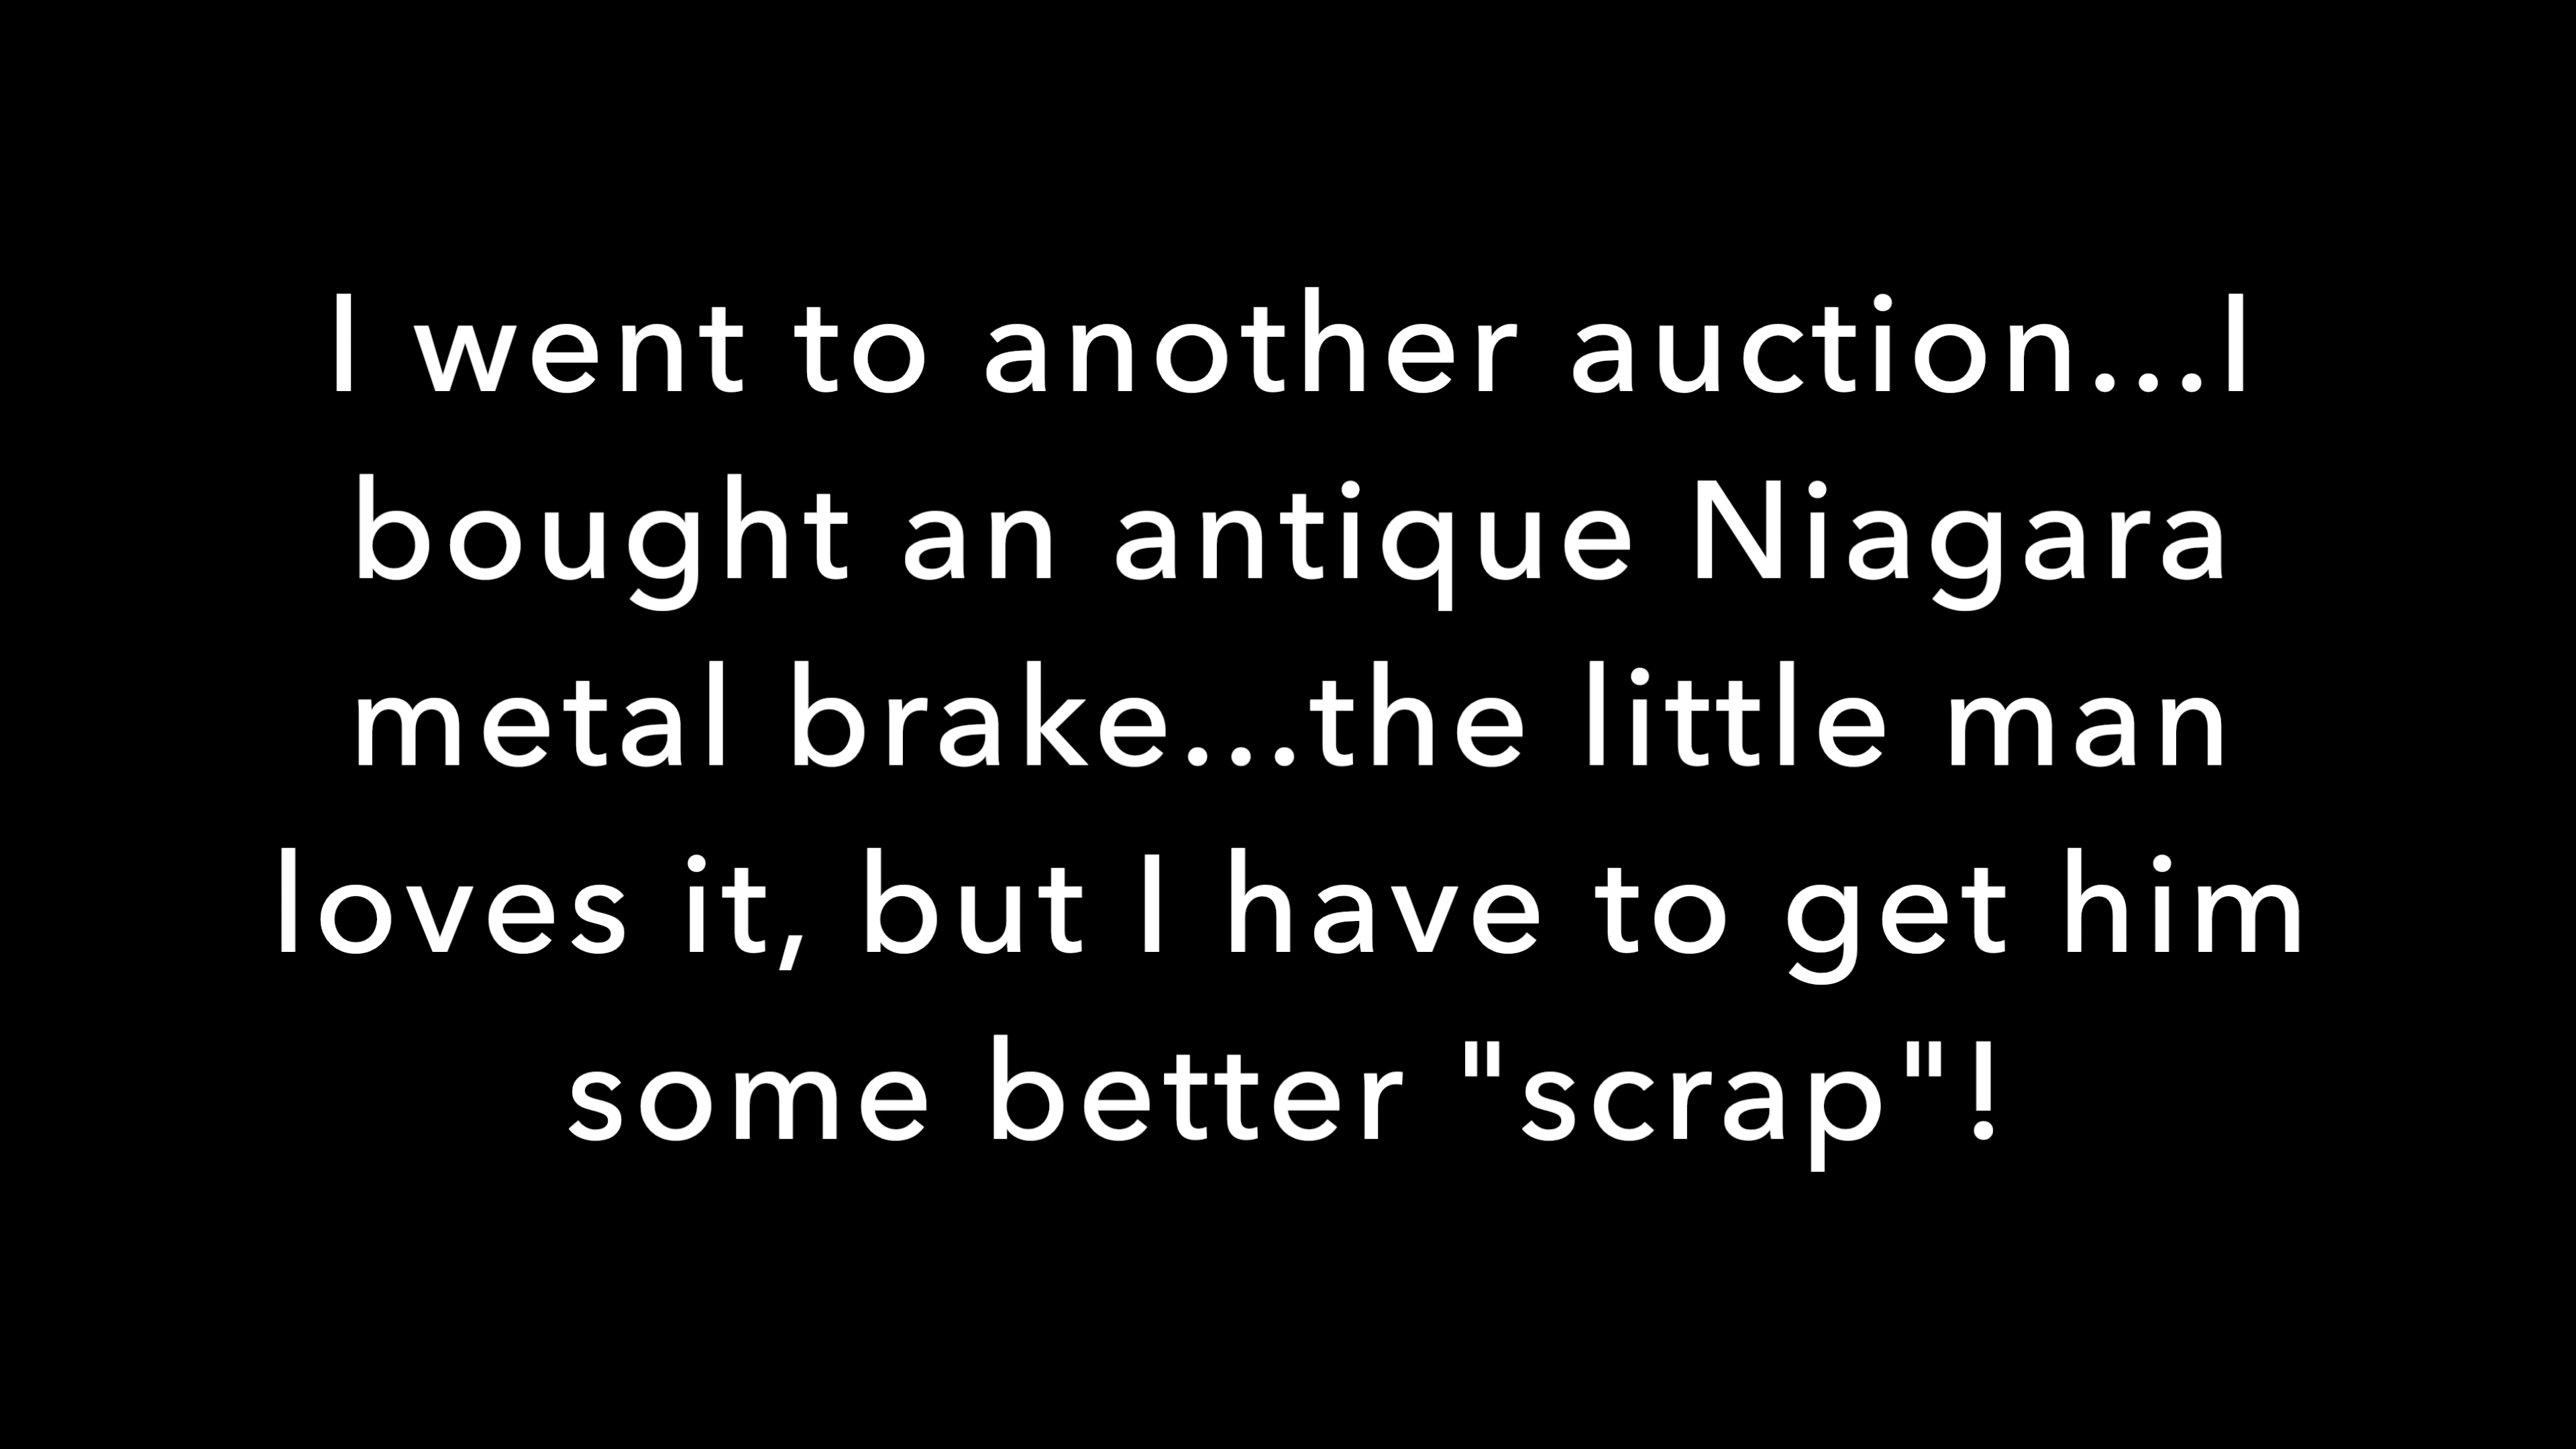 I went to another auction...I
bought an antique Niagara
metal brake...the little man
loves it, but I have to get him
some better "scrap"!